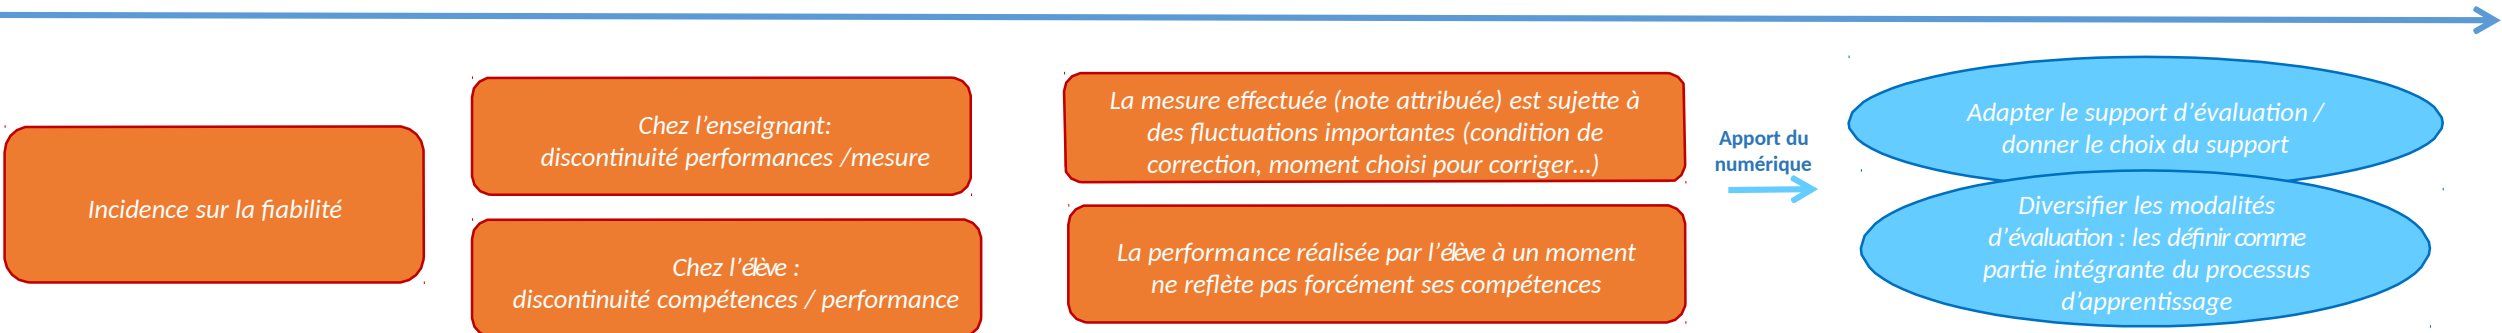 Incidence sur la fiabilité
Chez l’enseignant:
discontinuité performances /mesure
Chez l’élève :
discontinuité compétences / performance
La mesure effectuée (note attribuée) est sujette à
des fluctuations importantes (condition de
correction, moment choisi pour corriger…)
La performance réalisée par l’élève à un moment
ne reflète pas forcément ses compétences
Apport du
numérique
Adapter le support d’évaluation /
donner le choix du support
Diversifier les modalités
d’évaluation : les définir comme
partie intégrante du processus
d’apprentissage